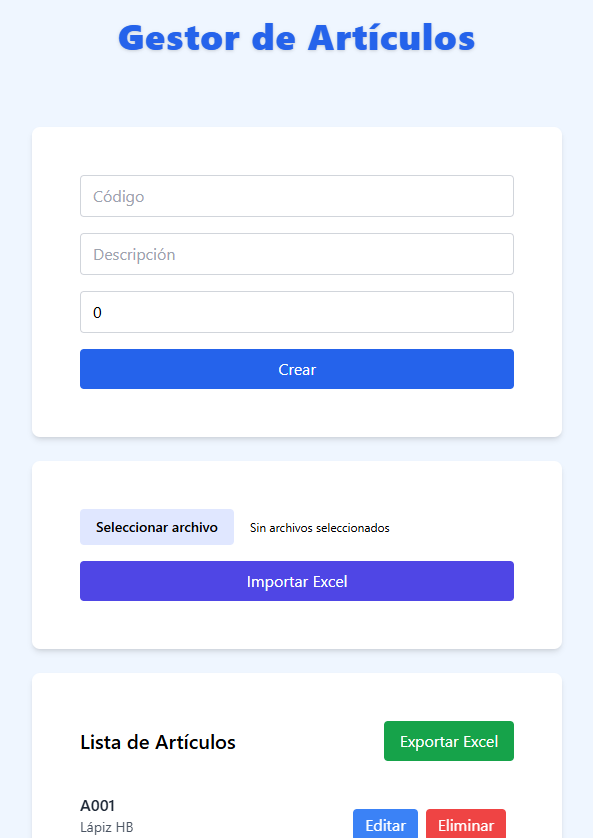 Gestor de Artículos
Código
Descripción
0
Crear
Seleccionar archivo Sin archivos seleccionados
Importar Excel
Lista de Artículos Exportar Excel
A001
Lápiz HB
Editar Eliminar